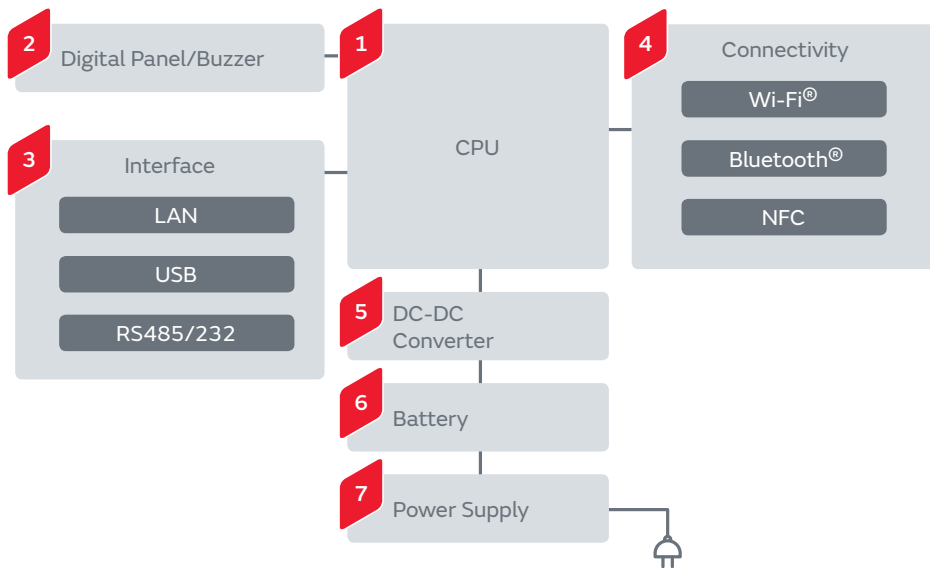 2
Digital Panel/Buzzer
1
CPU
4
Connectivity
Wi-Fi®
Bluetooth®
NFC
3
Interface
LAN
USB
RS485/232
5
DC-DC
Converter
6
Battery
7
Power Supply